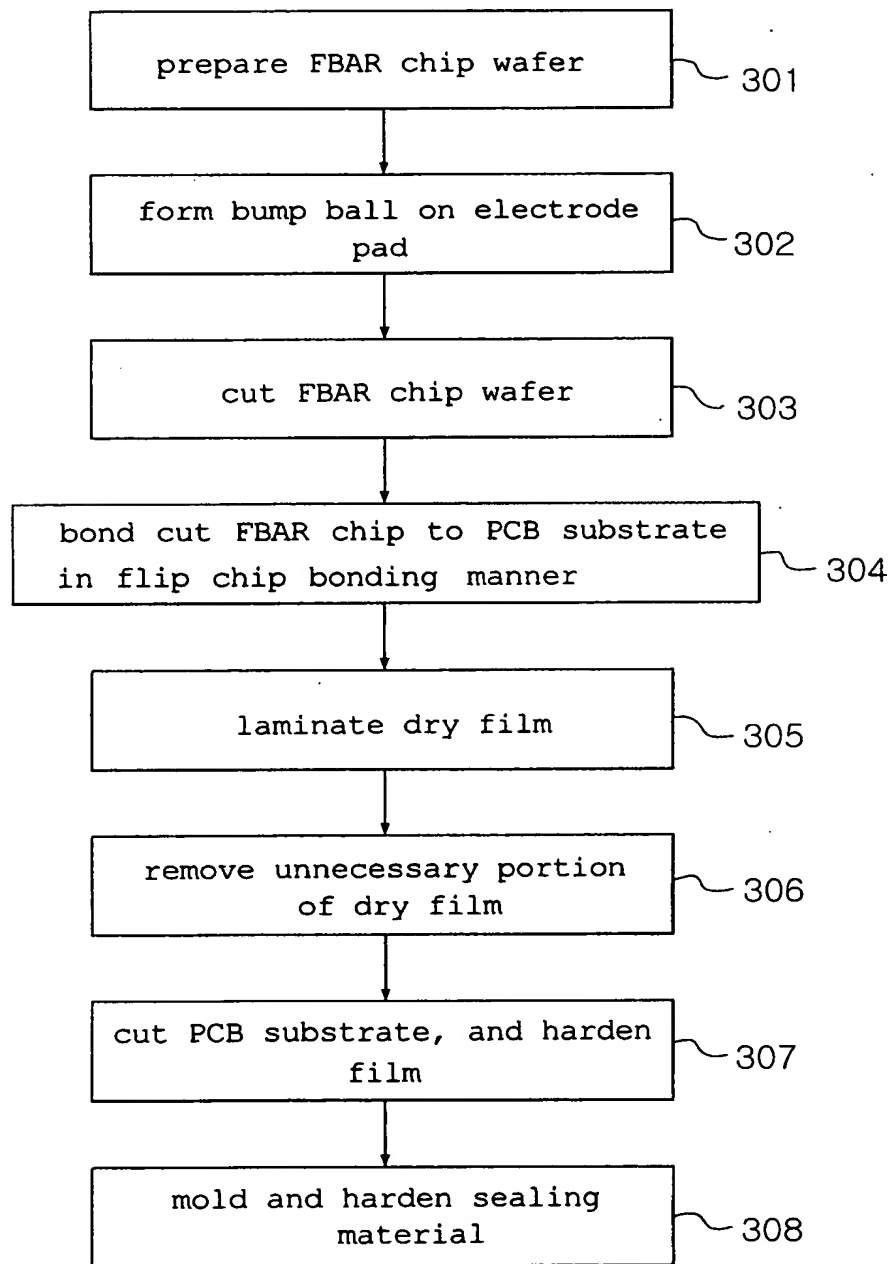 prepare FBAR chip wafer
301
form bump ball on electrode
pad
302
cut FBAR chip wafer
303
bond cut FBAR chip to PCB substrate
in flip chip bonding manner
304
laminate dry film
305
remove unnecessary portion
of dry film
306
cut PCB substrate, and harden
film
307
mold and harden sealing
material
308